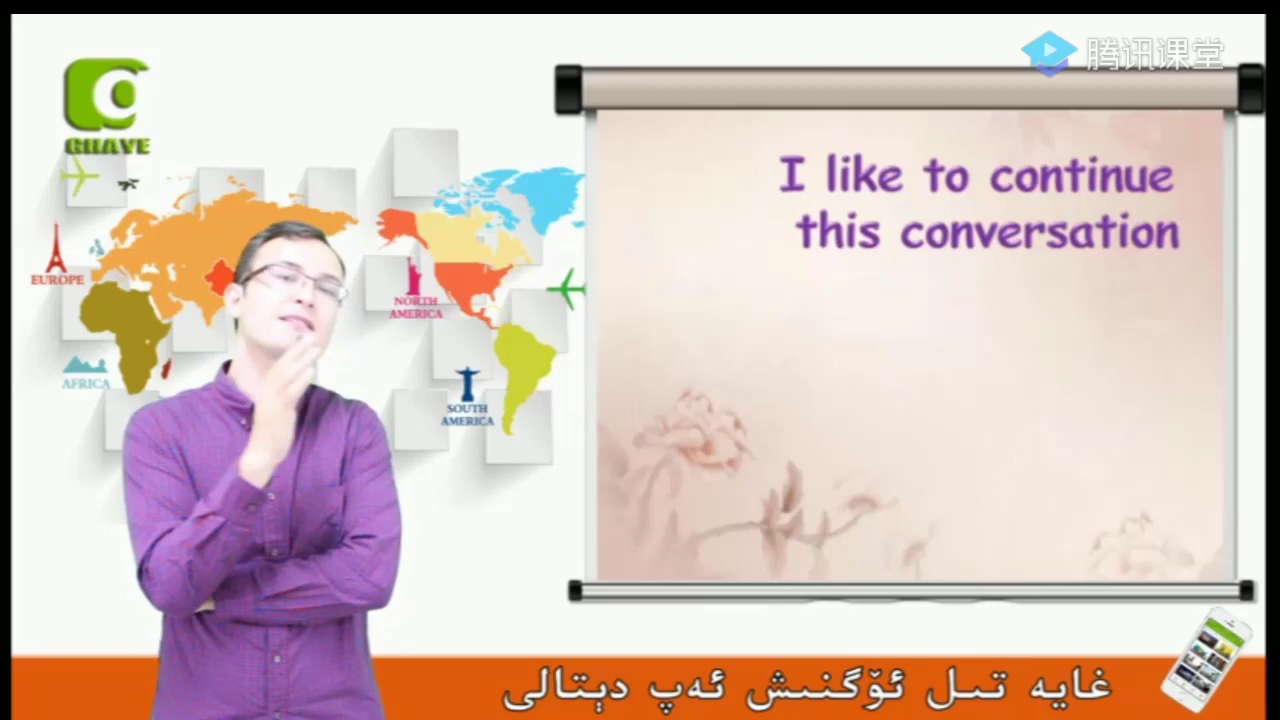 腾讯课堂
GHAYE
I like to continue
this conversation
EUROPE
NORTH
AMERICA
AFRICA
SOUTH
AMERICA
غايە تىل ئۆگىنىش ئەپ دېتالى